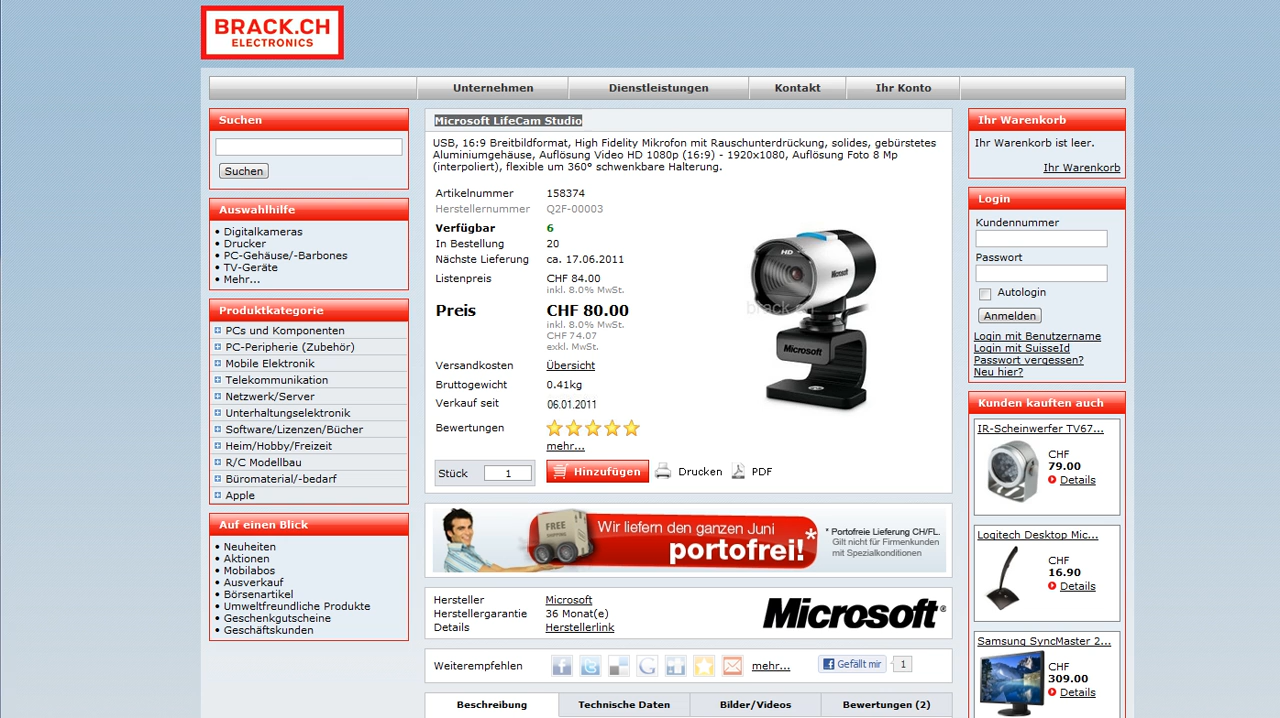 BRACK.CH
ELECTRONICS
Unternehmen
Dienstleistungen
Kontakt
Ihr Konto
Suchen
Suchen
Auswahlhilfe
• Digitalkameras
• Drucker
• PC-Gehäuse/-Barbones
• TV-Geräte
• Mehr...
Produktkategorie
PCs und Komponenten
PC-Peripherie (Zubehör)
Mobile Elektronik
Telekommunikation
Netzwerk/Server
Unterhaltungselektronik
Software/Lizenzen/Bücher
Heim/Hobby/Freizeit
R/C Modellbau
Büromaterial/-bedarf
Apple
Auf einen Blick
• Neuheiten
• Aktionen
• Mobilabos
• Ausverkauf
• Börsenartikel
• Umweltfreundliche Produkte
• Geschenkgutscheine
• Geschäftskunden
Microsoft LifeCam Studio
USB, 16:9 Breitbildformat, High Fidelity Mikrofon mit Rauschunterdrückung, solides, gebürstetes
Aluminiumgehäuse, Auflösung Video HD 1080p (16:9) - 1920x1080, Auflösung Foto 8 Mp
(interpoliert), flexible um 360° schwenkbare Halterung.
Artikelnummer 158374
Herstellernummer Q2F-00003
Verfügbar 6
In Bestellung 20
Nächste Lieferung ca. 17.06.2011
Listenpreis CHF 84.00
inkl. 8.0% MwSt.
Preis CHF 80.00
inkl. 8.0% MwSt.
CHF 74.07
exkl. MwSt.
Versandkosten Übersicht
Bruttogewicht 0.41kg
Verkauf seit 06.01.2011
Bewertungen
mehr...
Stück 1 Hinzufügen Drucken PDF
HD
Microsoft
brack.ch
Microsoft
FREE
SHIPPING
Wir liefern den ganzen Juni
portofrei!*
* Portofreie Lieferung CH/FL.
Gilt nicht für Firmenkunden
mit Spezialkonditionen
Hersteller Microsoft
Herstellergarantie 36 Monat(e)
Details Herstellerlink
Microsoft®
Weiterempfehlen mehr... Gefällt mir 1
Beschreibung Technische Daten Bilder/Videos Bewertungen (2)
Ihr Warenkorb
Ihr Warenkorb ist leer.
Ihr Warenkorb
Login
Kundennummer
Passwort
Autologin
Anmelden
Login mit Benutzername
Login mit SuisseId
Passwort vergessen?
Neu hier?
Kunden kauften auch
IR-Scheinwerfer TV67...
CHF
79.00
Details
Logitech Desktop Mic...
CHF
16.90
Details
Samsung SyncMaster 2...
CHF
309.00
Details